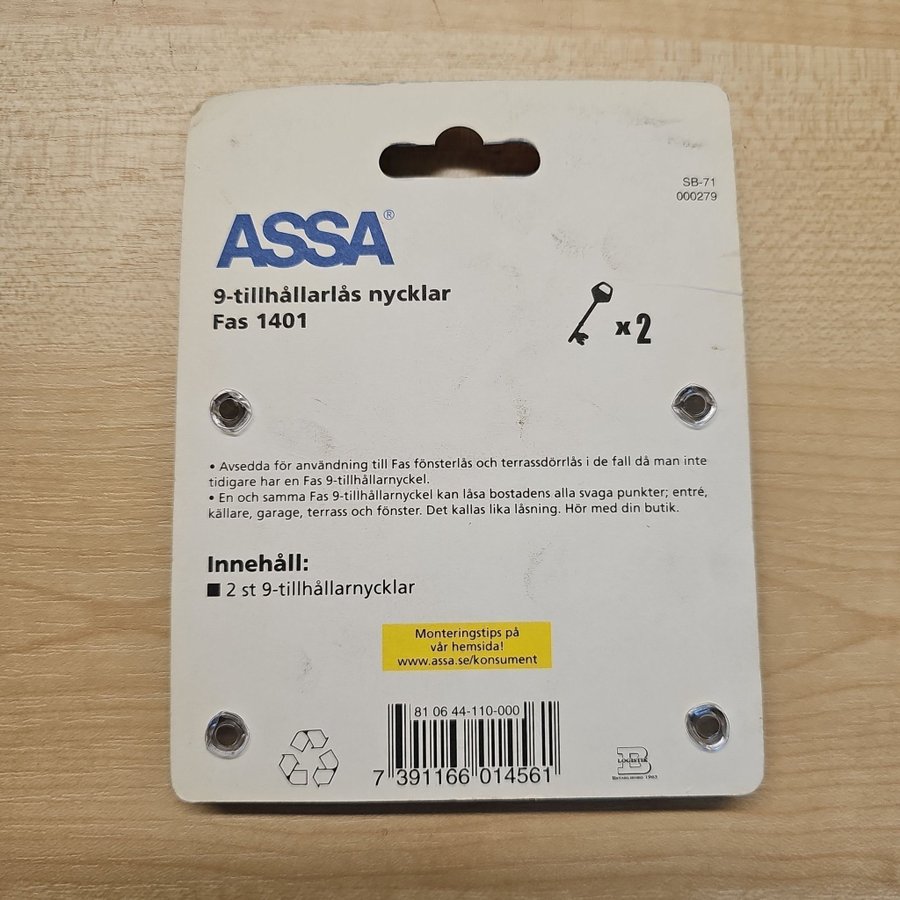 SB-71
000279
ASSA®
9-tillhållarlås nycklar
Fas 1401
x2
• Avsedda för användning till Fas fönsterlås och terrassdörrlås i de fall då man inte
tidigare har en Fas 9-tillhållarnyckel.
• En och samma Fas 9-tillhållarnyckel kan låsa bostadens alla svaga punkter; entré,
källare, garage, terrass och fönster. Det kallas lika låsning. Hör med din butik.
Innehåll:
■ 2 st 9-tillhållarnycklar
Monteringstips på
vår hemsida!
www.assa.se/konsument
81 06 44-110-000
7 391166 014561
B
LOGISTIK